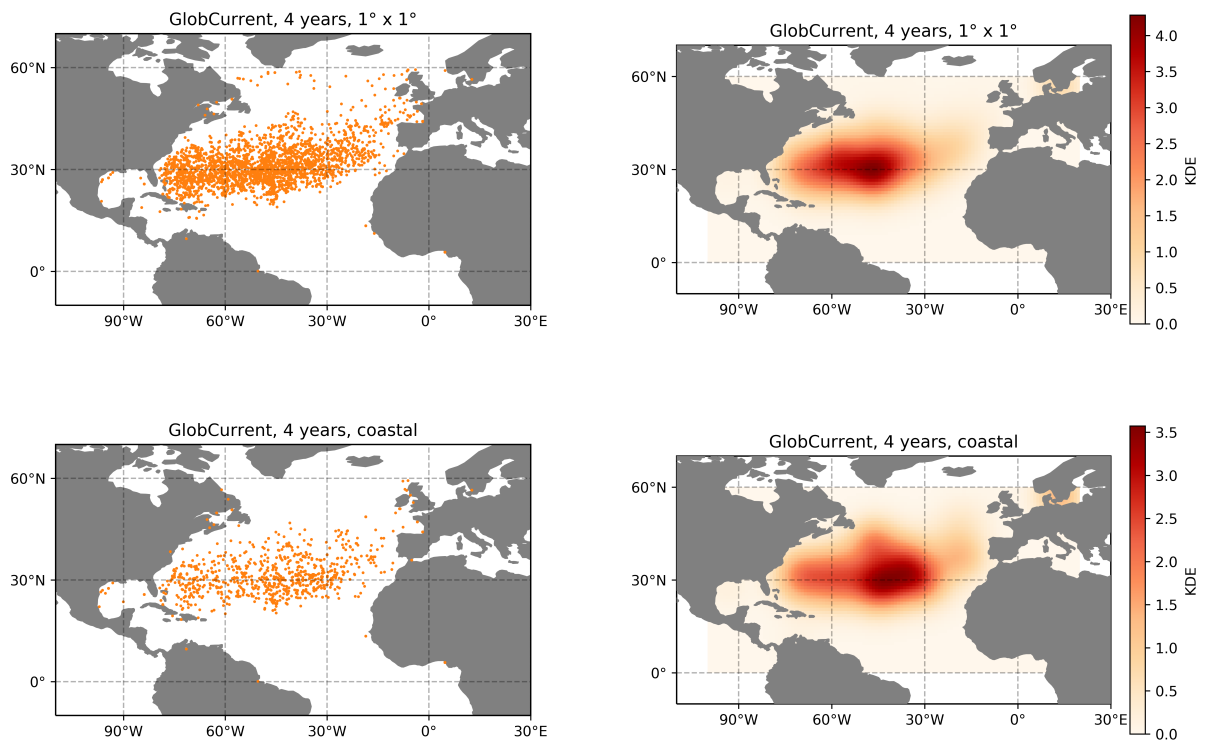 GlobCurrent, 4 years, 1° x 1°
60°N
30°N
0°
90°W 60°W 30°W 0° 30°E
GlobCurrent, 4 years, 1° x 1°
60°N
30°N
0°
90°W 60°W 30°W 0° 30°E
4.0
3.5
3.0
2.5
2.0
1.5
1.0
0.5
0.0
KDE
GlobCurrent, 4 years, coastal
60°N
30°N
0°
90°W 60°W 30°W 0° 30°E
GlobCurrent, 4 years, coastal
60°N
30°N
0°
90°W 60°W 30°W 0° 30°E
3.5
3.0
2.5
2.0
1.5
1.0
0.5
0.0
KDE